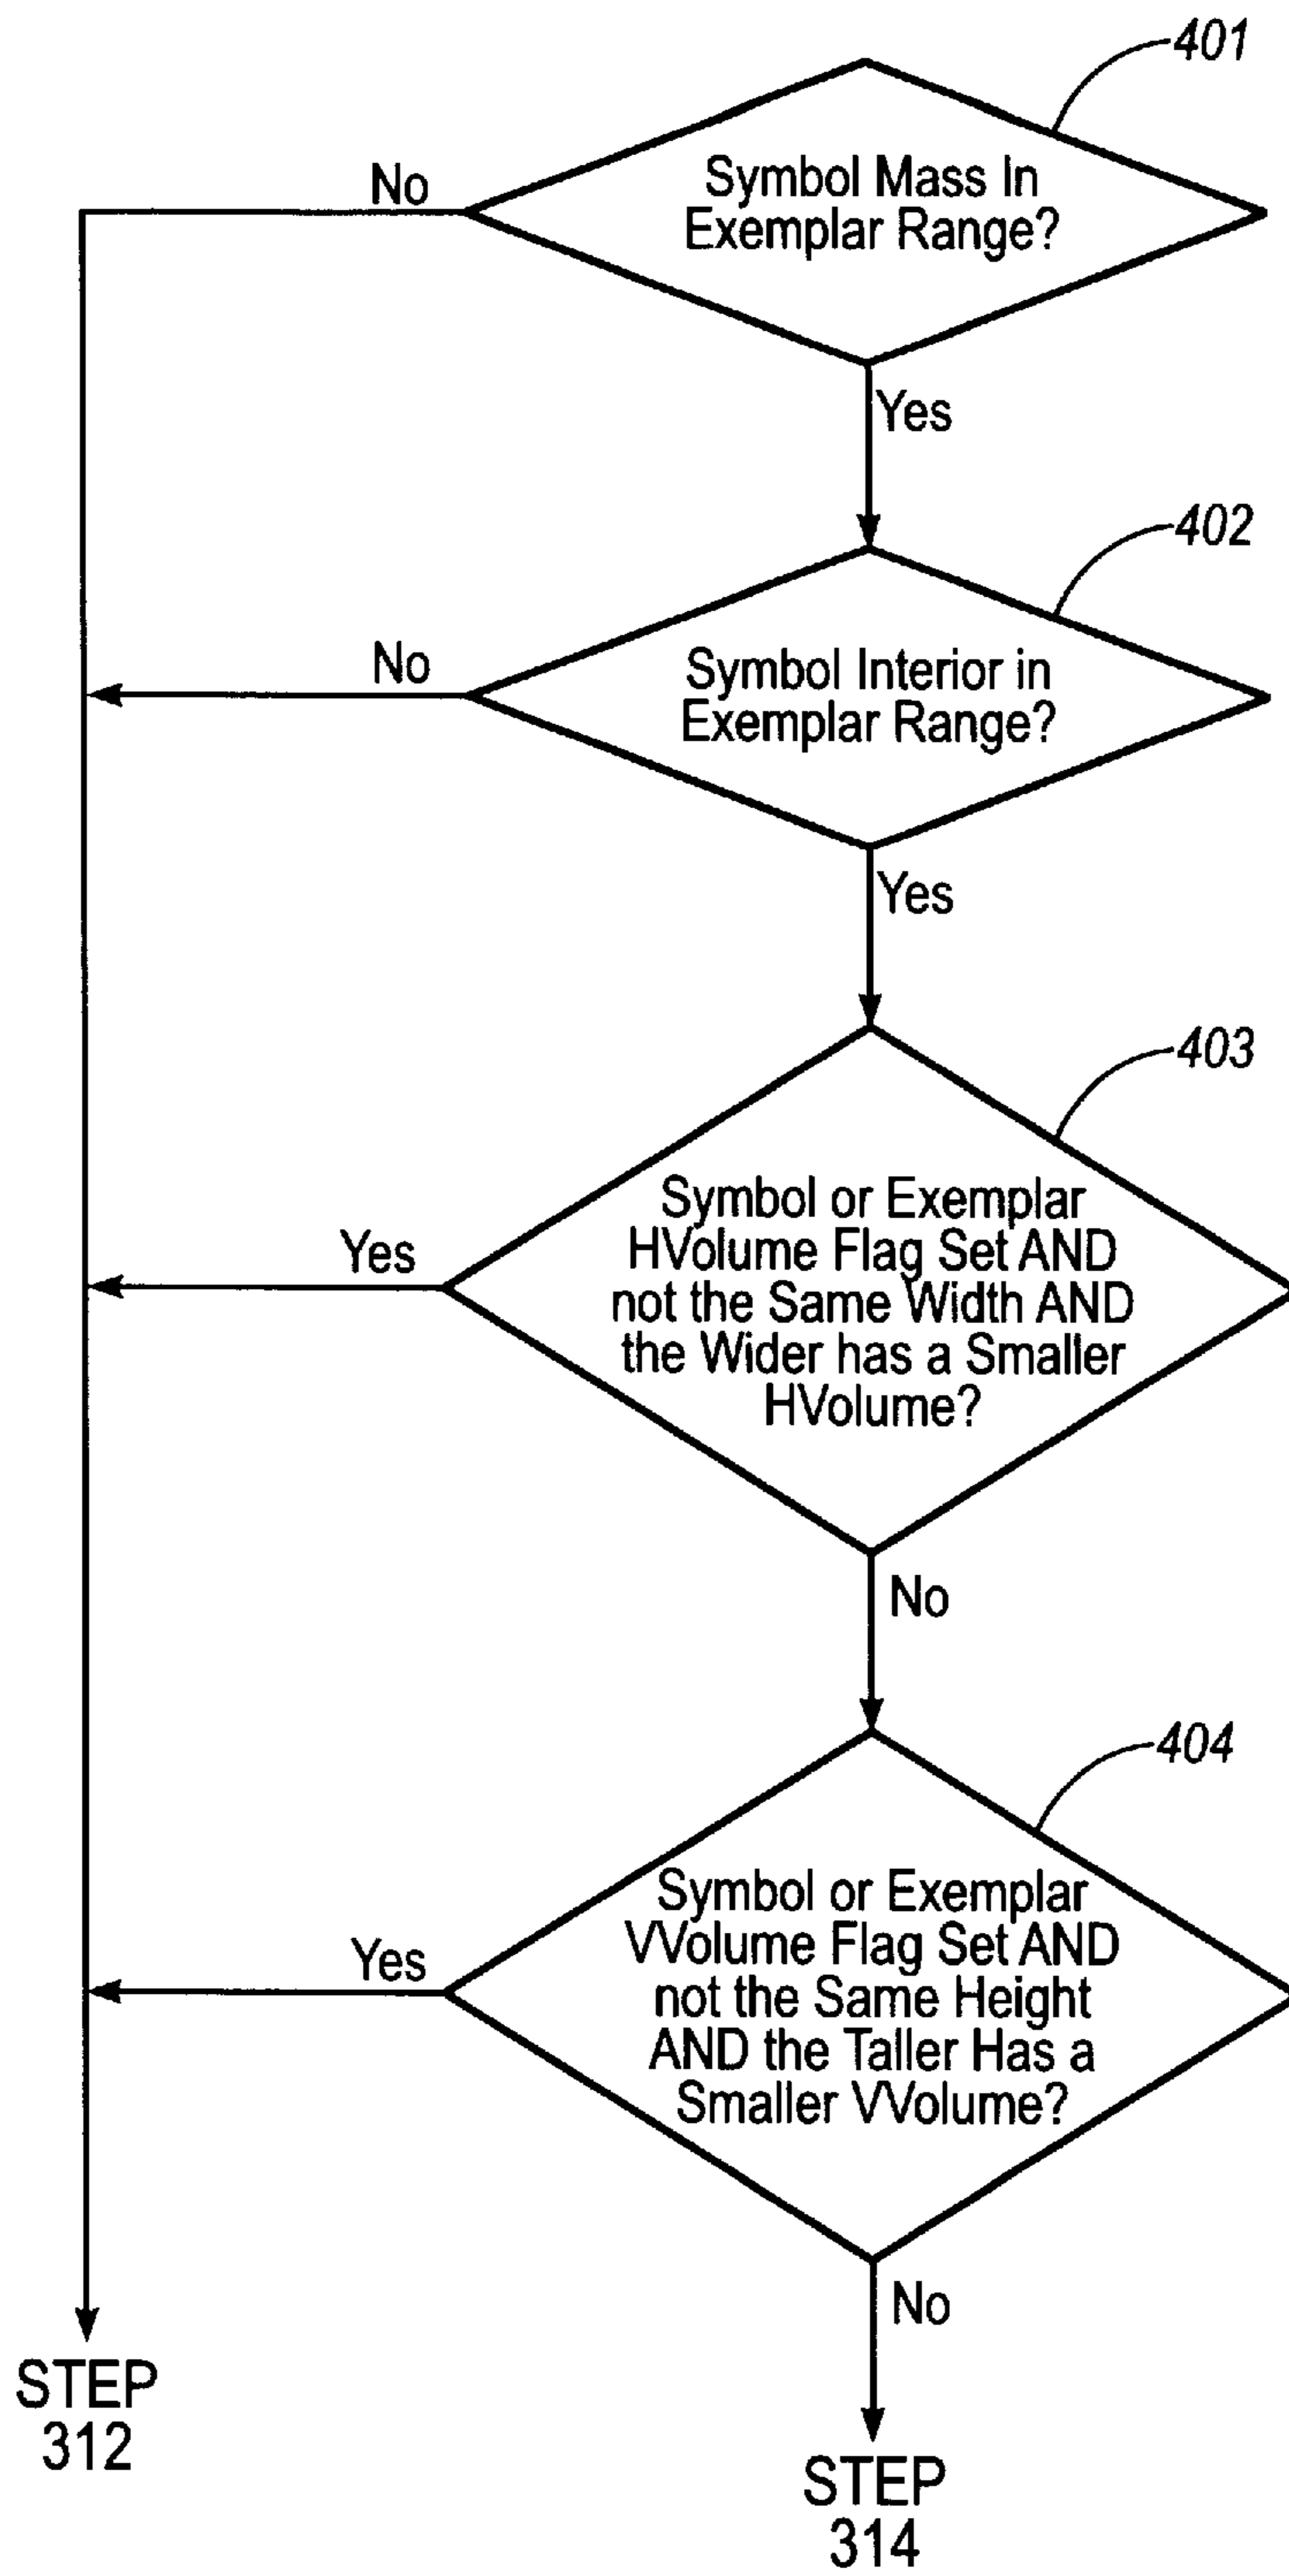 401
No
Symbol Mass In
Exemplar Range?
Yes
402
No
Symbol Interior in
Exemplar Range?
Yes
403
Yes
Symbol or Exemplar
HVolume Flag Set AND
not the Same Width AND
the Wider has a Smaller
HVolume?
No
404
Yes
Symbol or Exemplar
VVolume Flag Set AND
not the Same Height
AND the Taller Has a
Smaller VVolume?
No
STEP
312
STEP
314